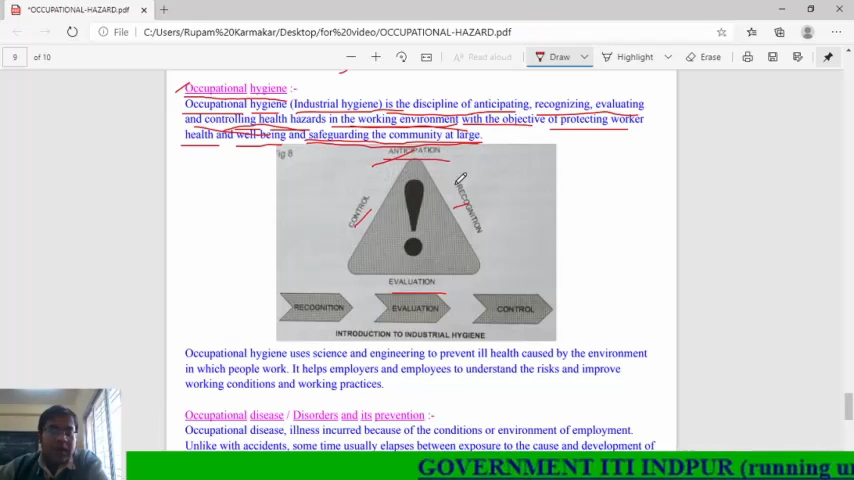 *OCCUPATIONAL-HAZARD.pdf
File C:/Users/Rupam%20Karmakar/Desktop/for%20video/OCCUPATIONAL-HAZARD.pdf
9 of 10 Read aloud Draw Highlight Erase
Occupational hygiene :-
Occupational hygiene (Industrial hygiene) is the discipline of anticipating, recognizing, evaluating
and controlling health hazards in the working environment with the objective of protecting worker
health and well-being and safeguarding the community at large.
Fig 8
ANTICIPATION
CONTROL
RECOGNITION
EVALUATION
RECOGNITION EVALUATION CONTROL
INTRODUCTION TO INDUSTRIAL HYGIENE
Occupational hygiene uses science and engineering to prevent ill health caused by the environment
in which people work. It helps employers and employees to understand the risks and improve
working conditions and working practices.
Occupational disease / Disorders and its prevention :-
Occupational disease, illness incurred because of the conditions or environment of employment.
Unlike with accidents, some time usually elapses between exposure to the cause and development of
GOVERNMENT ITI INDPUR (running un